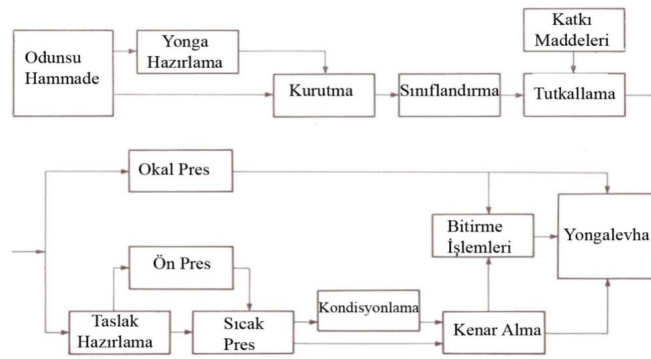 Katkı
Maddeleri
Odunsu
Hammade
Yonga
Hazırlama
Kurutma
Sınıflandırma
Tutkallama
Okal Pres
Bitirme
İşlemleri
Yongalevha
Ön Pres
Taslak
Hazırlama
Sıcak
Pres
Kondisyonlama
Kenar Alma